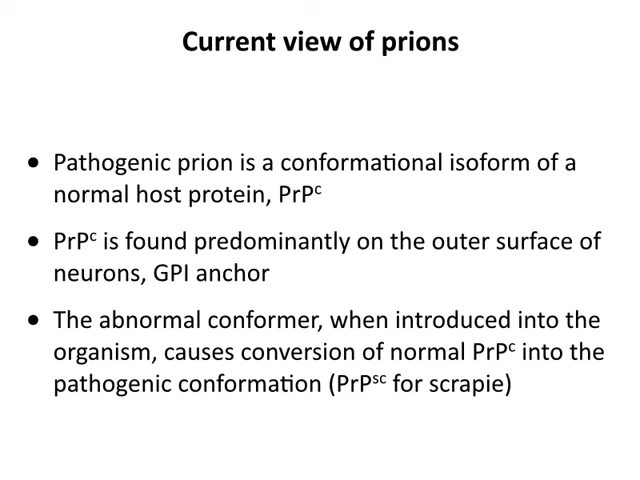 Current view of prions
• Pathogenic prion is a conformational isoform of a
normal host protein, PrPᶜ
• PrPᶜ is found predominantly on the outer surface of
neurons, GPI anchor
• The abnormal conformer, when introduced into the
organism, causes conversion of normal PrPᶜ into the
pathogenic conformation (PrPˢᶜ for scrapie)